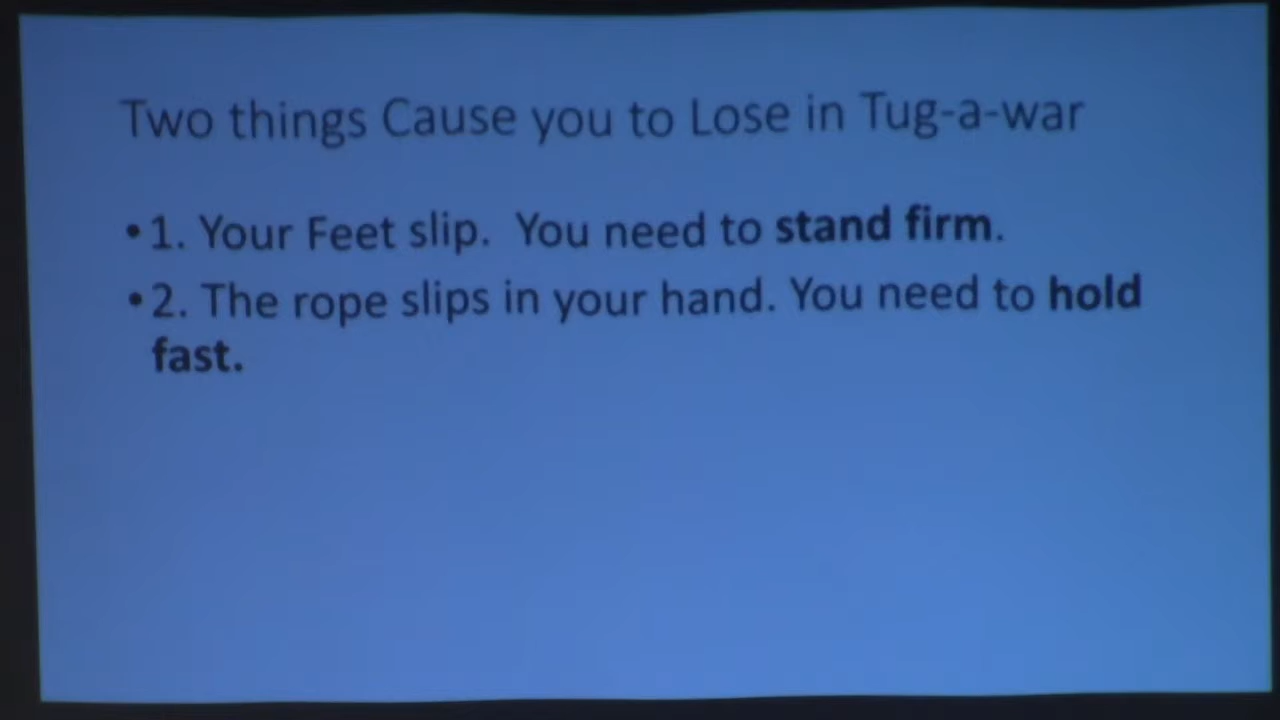 Two things Cause you to Lose in Tug-a-war
• 1. Your Feet slip.  You need to stand firm.
• 2. The rope slips in your hand. You need to hold
fast.